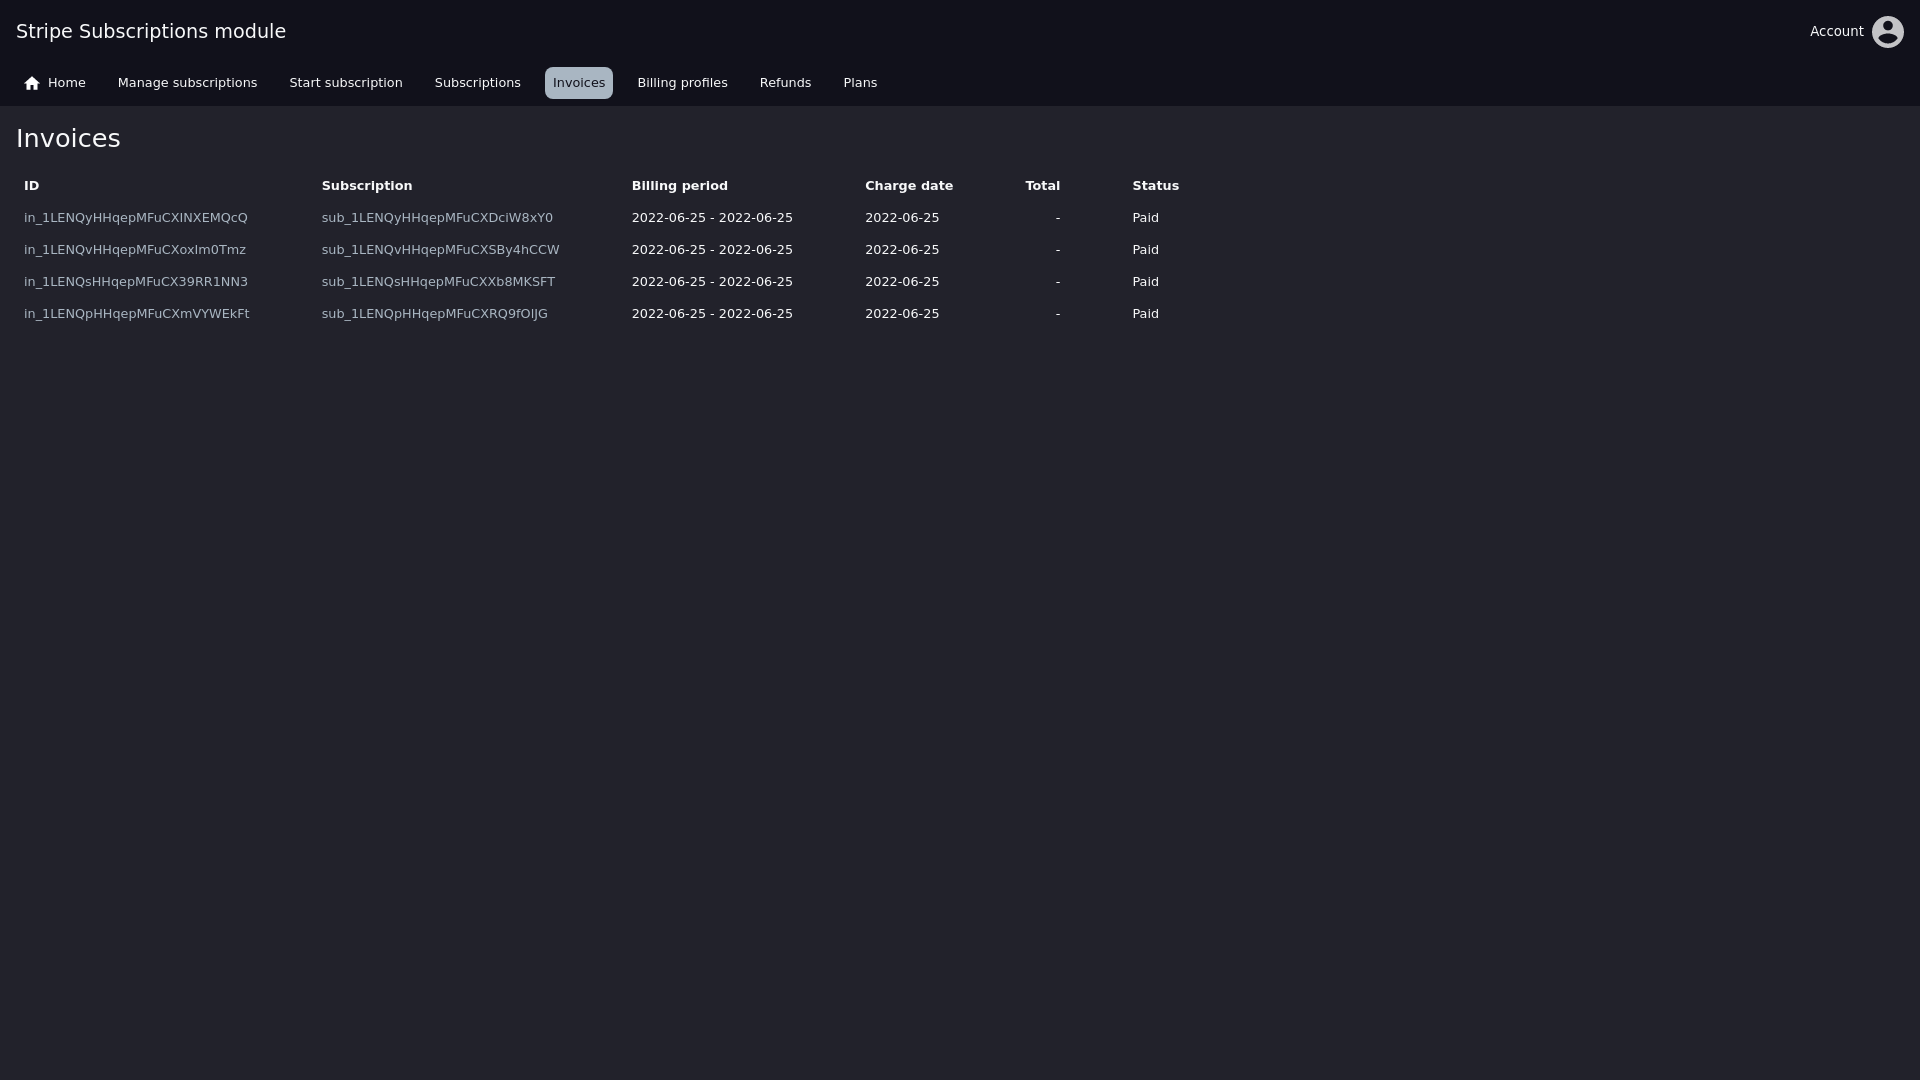 Stripe Subscriptions module
Account
Home Manage subscriptions Start subscription Subscriptions Invoices Billing profiles Refunds Plans
Invoices
ID Subscription Billing period Charge date Total Status
in_1LENQyHHqepMFuCXINXEMQcQ sub_1LENQyHHqepMFuCXDciW8xY0 2022-06-25 - 2022-06-25 2022-06-25 - Paid
in_1LENQvHHqepMFuCXoxIm0Tmz sub_1LENQvHHqepMFuCXSBy4hCCW 2022-06-25 - 2022-06-25 2022-06-25 - Paid
in_1LENQsHHqepMFuCX39RR1NN3 sub_1LENQsHHqepMFuCXXb8MKSFT 2022-06-25 - 2022-06-25 2022-06-25 - Paid
in_1LENQpHHqepMFuCXmVYWEkFt sub_1LENQpHHqepMFuCXRQ9fOIJG 2022-06-25 - 2022-06-25 2022-06-25 - Paid